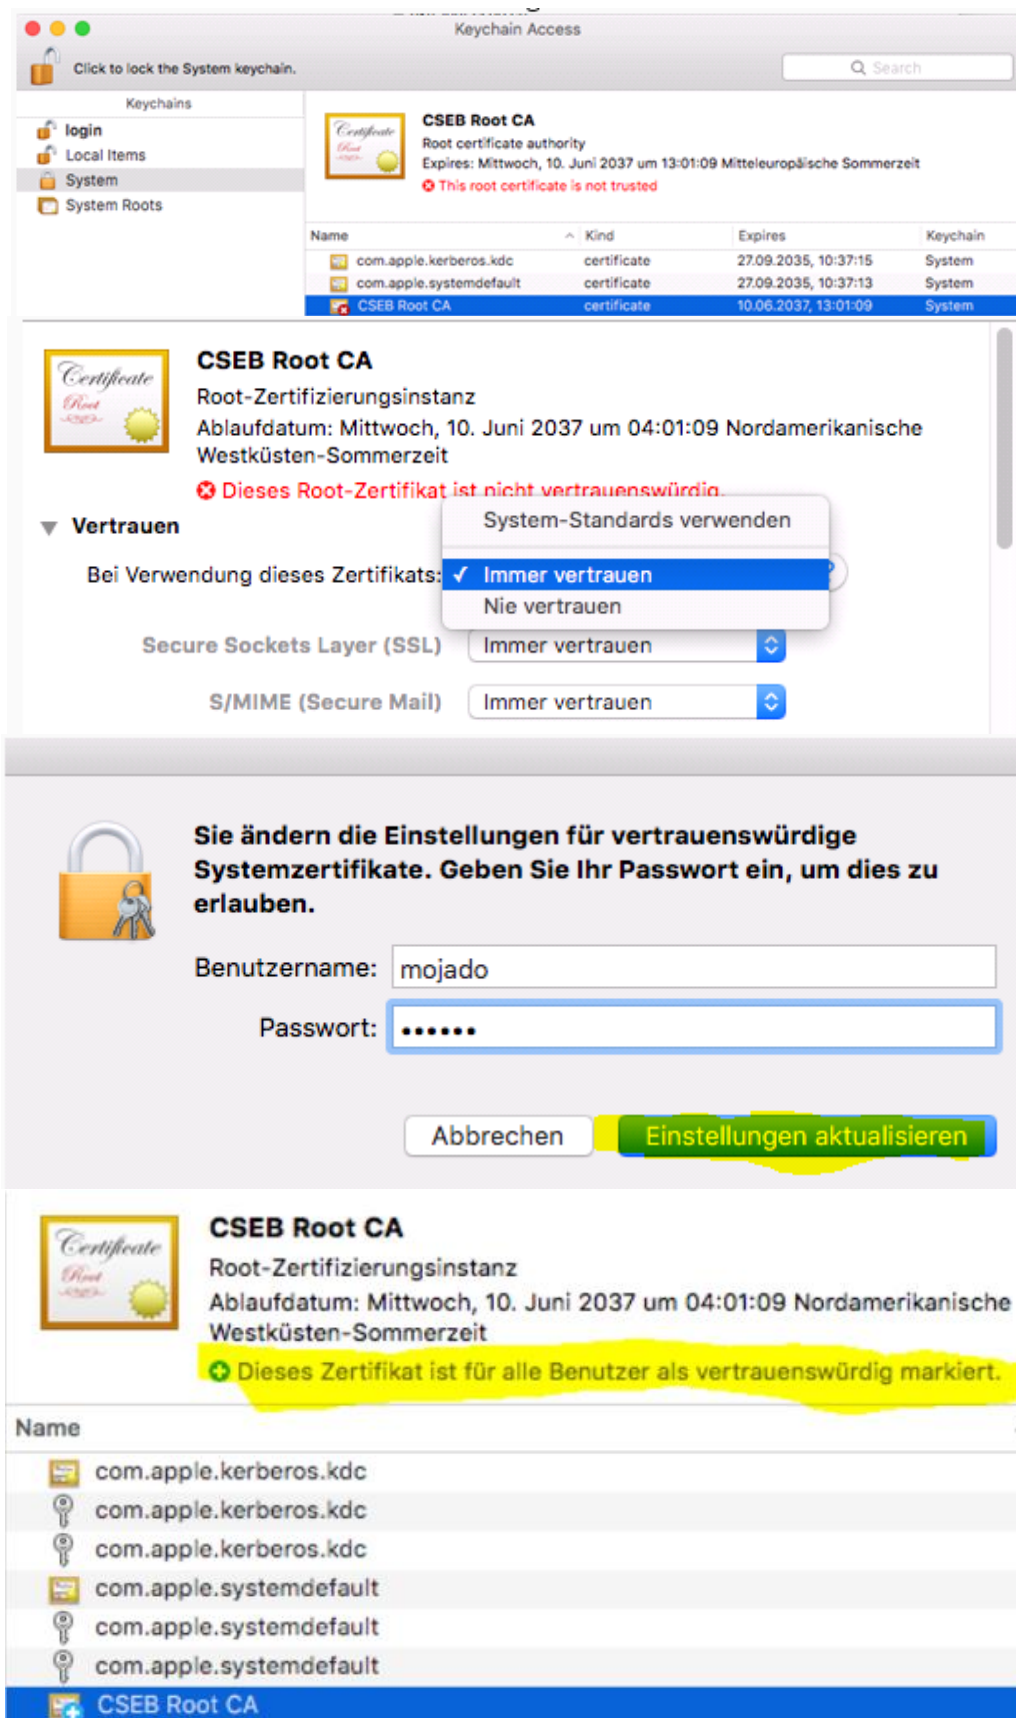 Keychain Access
Click to lock the System keychain.
Search
Keychains
login
Local Items
System
System Roots
Certificate
Root
CSEB Root CA
Root certificate authority
Expires: Mittwoch, 10. Juni 2037 um 13:01:09 Mitteleuropäische Sommerzeit
This root certificate is not trusted
Name Kind Expires Keychain
com.apple.kerberos.kdc certificate 27.09.2035, 10:37:15 System
com.apple.systemdefault certificate 27.09.2035, 10:37:13 System
CSEB Root CA certificate 10.06.2037, 13:01:09 System
Certificate
Root
CSEB Root CA
Root-Zertifizierungsinstanz
Ablaufdatum: Mittwoch, 10. Juni 2037 um 04:01:09 Nordamerikanische
Westküsten-Sommerzeit
Dieses Root-Zertifikat ist nicht vertrauenswürdig.
Vertrauen
System-Standards verwenden
Bei Verwendung dieses Zertifikats: ✓ Immer vertrauen ?
Nie vertrauen
Secure Sockets Layer (SSL) Immer vertrauen
S/MIME (Secure Mail) Immer vertrauen
Sie ändern die Einstellungen für vertrauenswürdige
Systemzertifikate. Geben Sie Ihr Passwort ein, um dies zu
erlauben.
Benutzername: mojado
Passwort: ••••••
Abbrechen Einstellungen aktualisieren
Certificate
Root
CSEB Root CA
Root-Zertifizierungsinstanz
Ablaufdatum: Mittwoch, 10. Juni 2037 um 04:01:09 Nordamerikanische
Westküsten-Sommerzeit
Dieses Zertifikat ist für alle Benutzer als vertrauenswürdig markiert.
Name
com.apple.kerberos.kdc
com.apple.kerberos.kdc
com.apple.kerberos.kdc
com.apple.systemdefault
com.apple.systemdefault
com.apple.systemdefault
CSEB Root CA